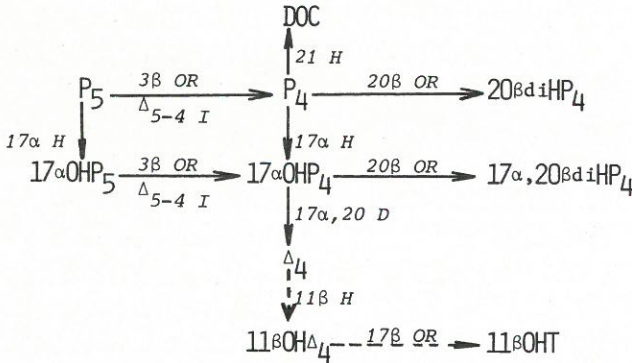 DOC
21 H
P5 3β OR Δ5-4 I P4 20β OR 20βdiHP4
17α H 17α H
17αOHP5 3β OR Δ5-4 I 17αOHP4 20β OR 17α,20βdiHP4
17α,20 D
Δ4
11β H
11βOHΔ4 17β OR 11βOHT